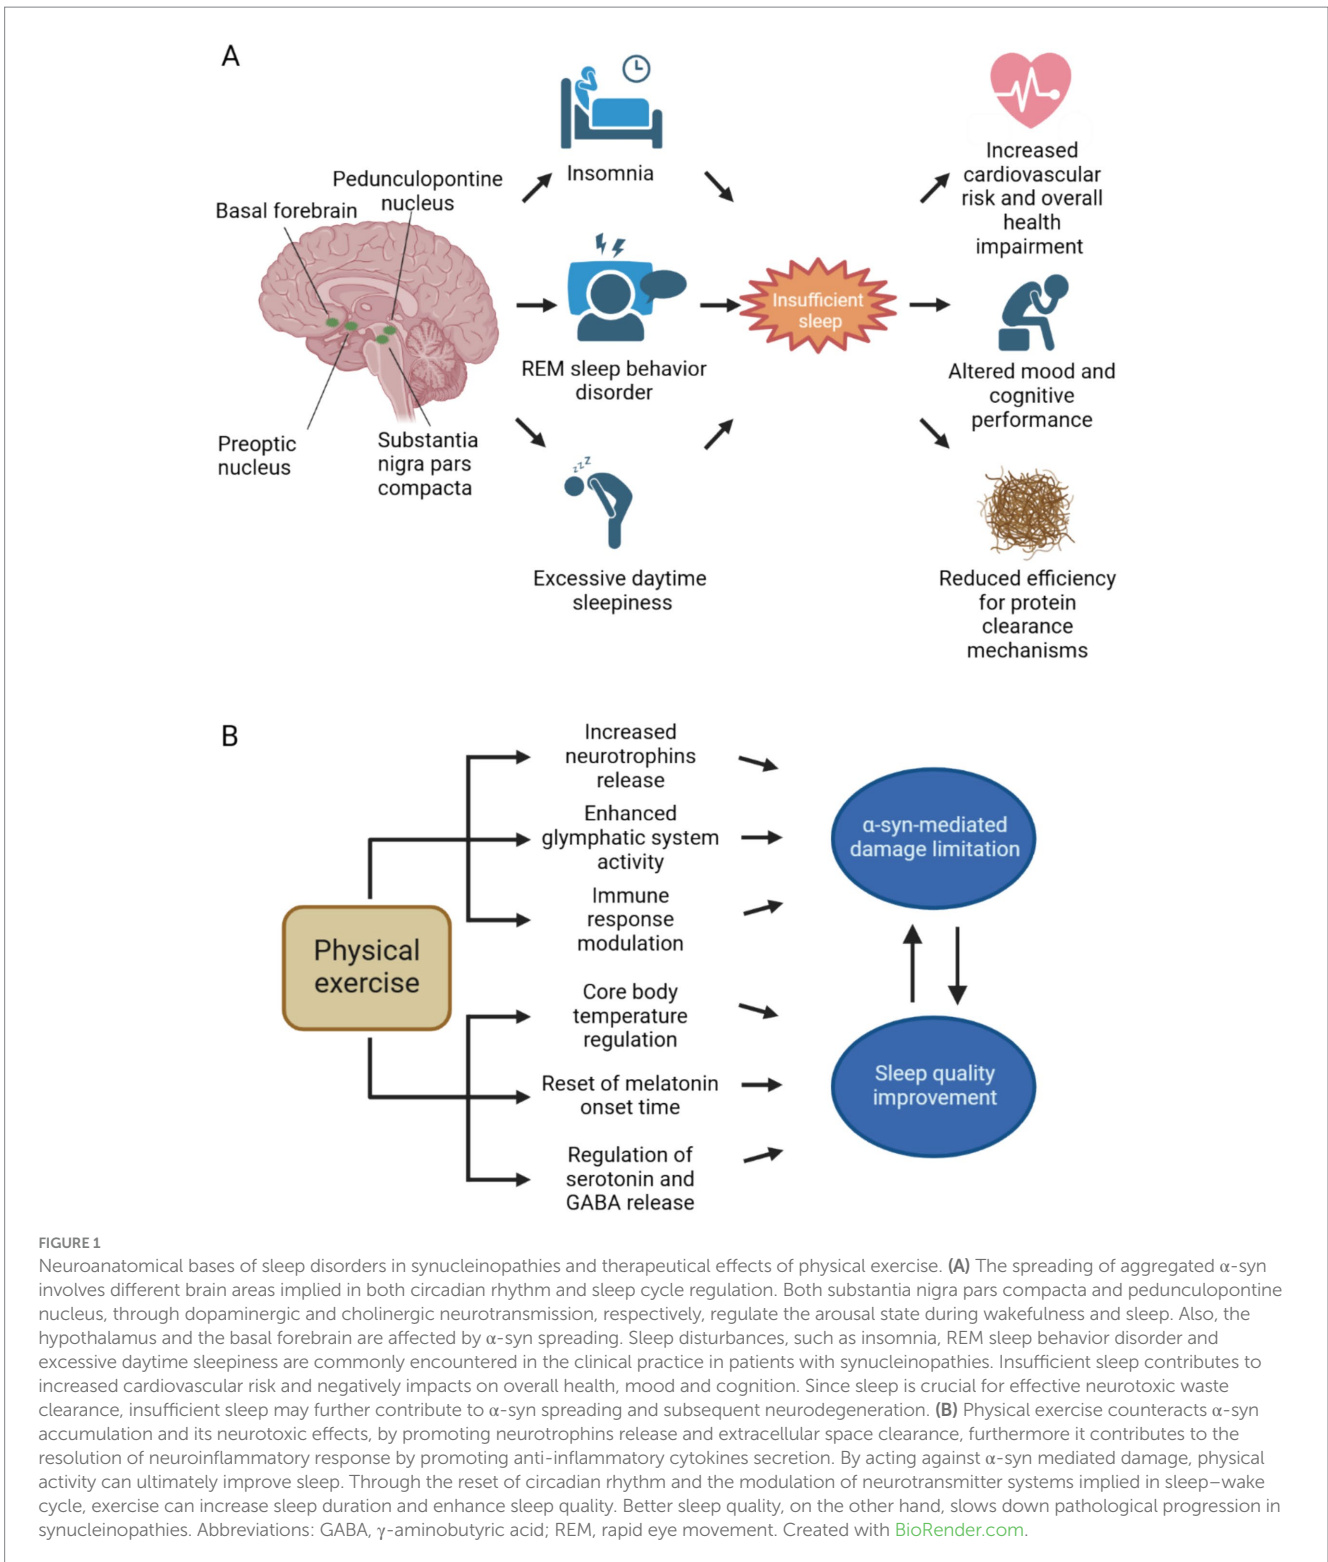 A
Insomnia
Increased
cardiovascular
risk and overall
health
impairment
Pedunculopontine
nucleus
Basal forebrain
Insufficient
sleep
REM sleep behavior
disorder
Altered mood and
cognitive
performance
Preoptic
nucleus
Substantia
nigra pars
compacta
zzz
Excessive daytime
sleepiness
Reduced efficiency
for protein
clearance
mechanisms
B
Physical
exercise
Increased
neurotrophins
release
Enhanced
glymphatic system
activity
Immune
response
modulation
Core body
temperature
regulation
Reset of melatonin
onset time
Regulation of
serotonin and
GABA release
α-syn-mediated
damage limitation
Sleep quality
improvement
FIGURE 1
Neuroanatomical bases of sleep disorders in synucleinopathies and therapeutical effects of physical exercise. (A) The spreading of aggregated α-syn
involves different brain areas implied in both circadian rhythm and sleep cycle regulation. Both substantia nigra pars compacta and pedunculopontine
nucleus, through dopaminergic and cholinergic neurotransmission, respectively, regulate the arousal state during wakefulness and sleep. Also, the
hypothalamus and the basal forebrain are affected by α-syn spreading. Sleep disturbances, such as insomnia, REM sleep behavior disorder and
excessive daytime sleepiness are commonly encountered in the clinical practice in patients with synucleinopathies. Insufficient sleep contributes to
increased cardiovascular risk and negatively impacts on overall health, mood and cognition. Since sleep is crucial for effective neurotoxic waste
clearance, insufficient sleep may further contribute to α-syn spreading and subsequent neurodegeneration. (B) Physical exercise counteracts α-syn
accumulation and its neurotoxic effects, by promoting neurotrophins release and extracellular space clearance, furthermore it contributes to the
resolution of neuroinflammatory response by promoting anti-inflammatory cytokines secretion. By acting against α-syn mediated damage, physical
activity can ultimately improve sleep. Through the reset of circadian rhythm and the modulation of neurotransmitter systems implied in sleep–wake
cycle, exercise can increase sleep duration and enhance sleep quality. Better sleep quality, on the other hand, slows down pathological progression in
synucleinopathies. Abbreviations: GABA, γ-aminobutyric acid; REM, rapid eye movement. Created with BioRender.com.